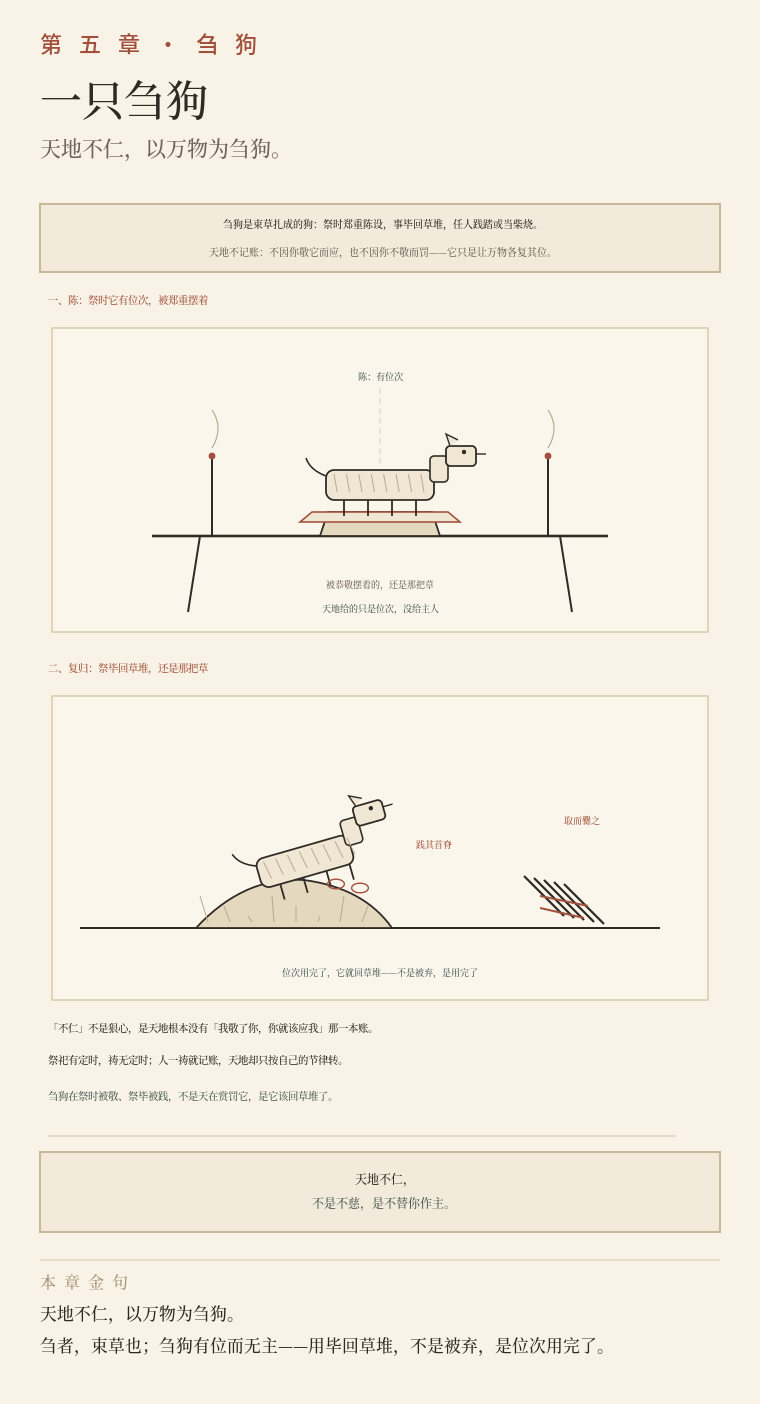 第五章·刍狗
一只刍狗
天地不仁，以万物为刍狗。
刍狗是束草扎成的狗：祭时郑重陈设，事毕回草堆，任人践踏或当柴烧。
天地不记账：不因你敬它而应，也不因你不敬而罚——它只是让万物各复其位。
一、陈：祭时它有位次，被郑重摆着
陈：有位次
被恭敬摆着的，还是那把草
天地给的只是位次，没给主人
二、复归：祭毕回草堆，还是那把草
取而爨之
践其首脊
位次用完了，它就回草堆——不是被弃，是用完了
「不仁」不是狠心，是天地根本没有「我敬了你，你就该应我」那一本账。
祭祀有定时，祷无定时；人一祷就记账，天地却只按自己的节律转。
刍狗在祭时被敬、祭毕被践，不是天在赏罚它，是它该回草堆了。
天地不仁，
不是不慈，是不替你作主。
本章金句
天地不仁，以万物为刍狗。
刍者，束草也；刍狗有位而无主——用毕回草堆，不是被弃，是位次用完了。